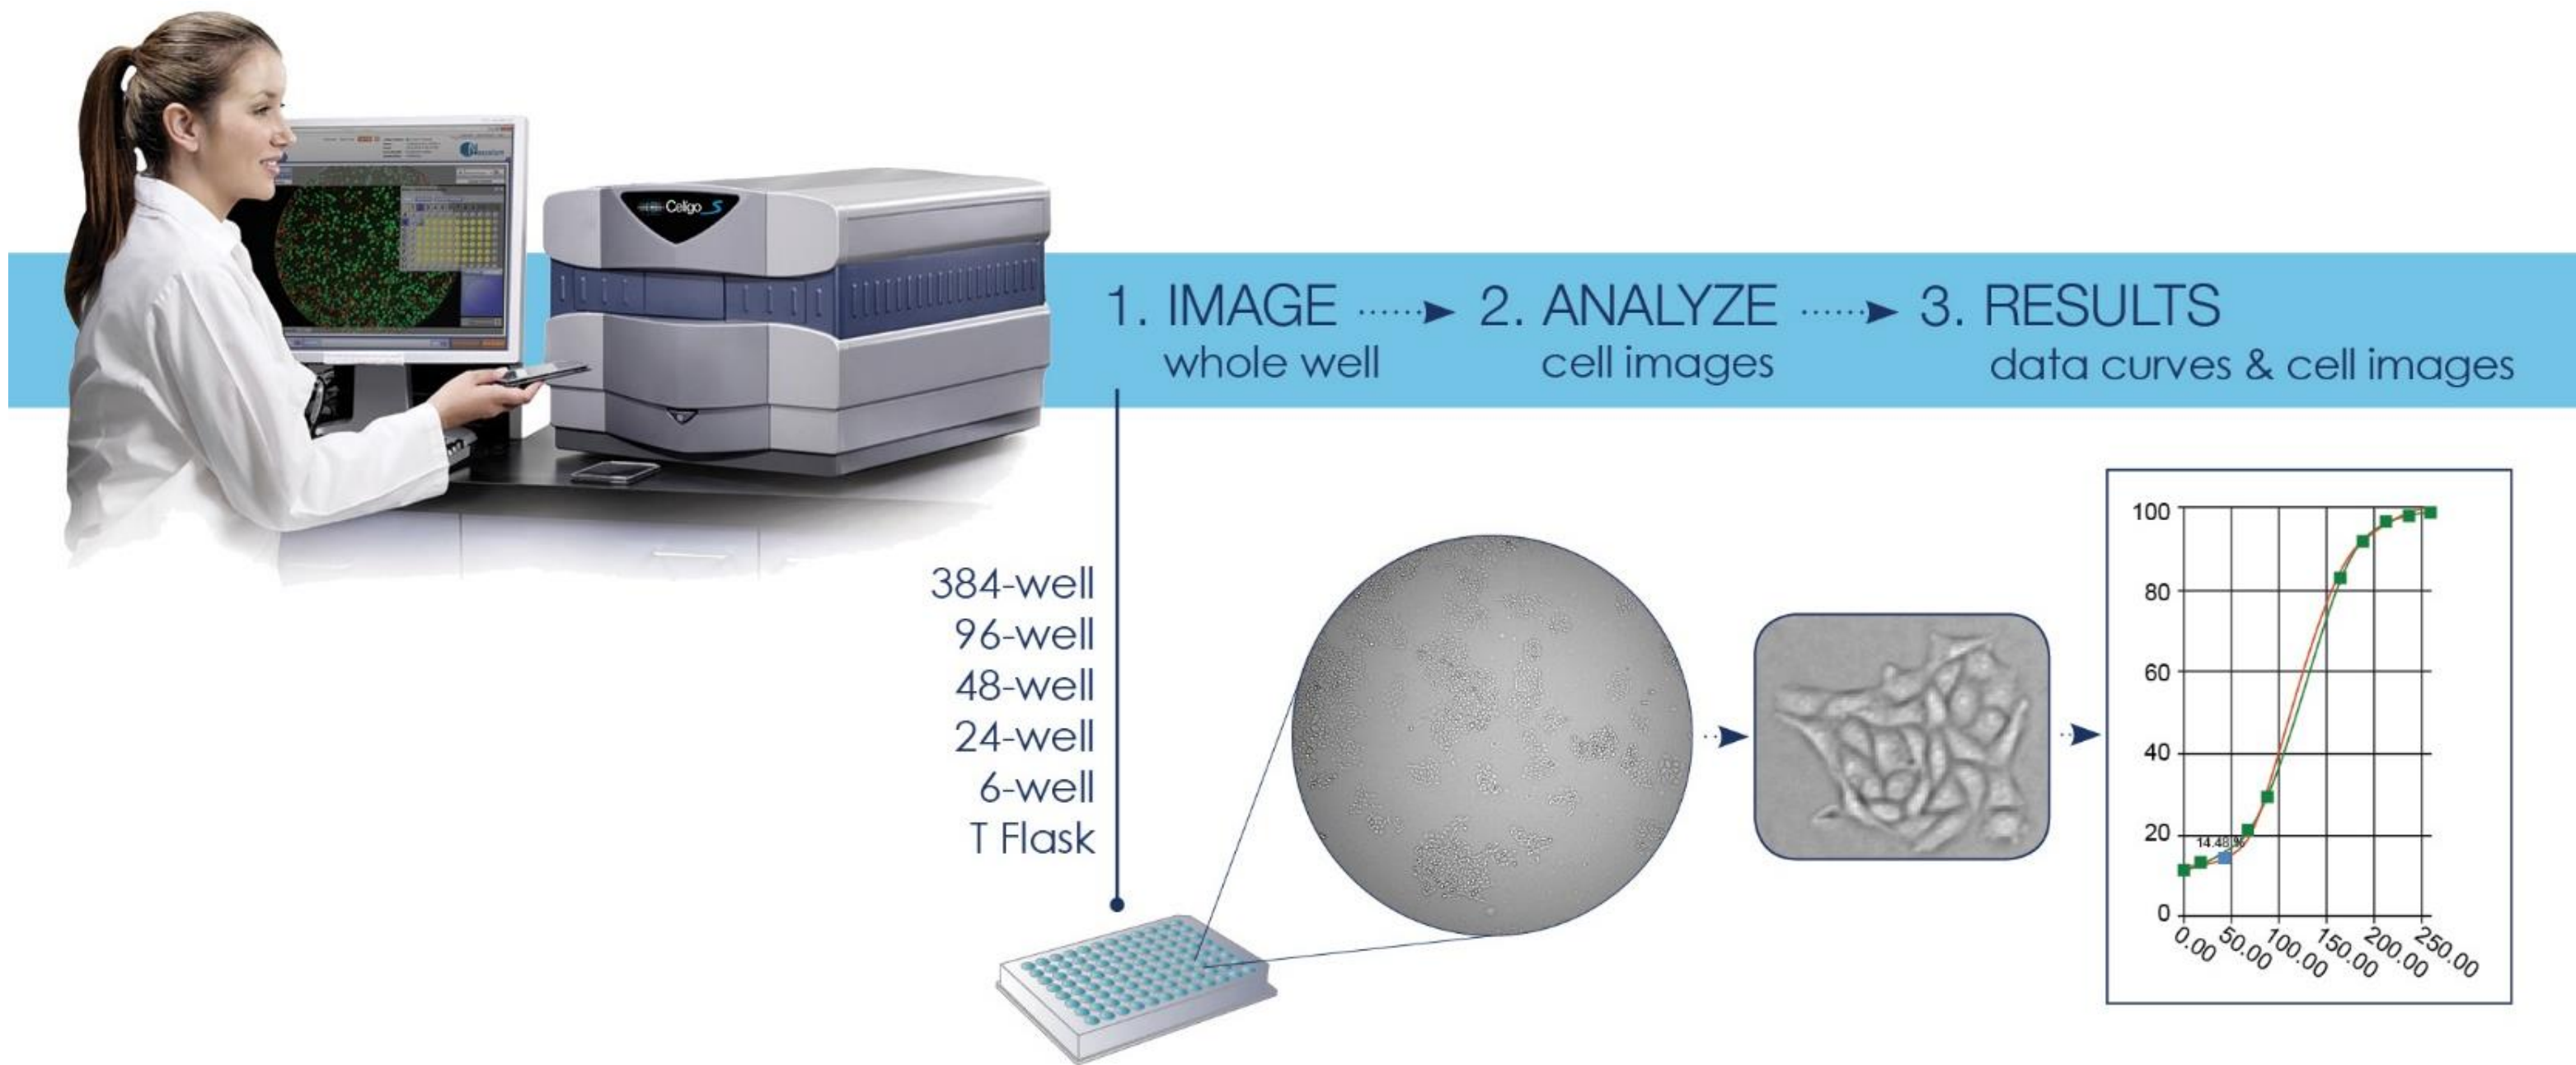 Celigo S
1. IMAGE
whole well
2. ANALYZE
cell images
3. RESULTS
data curves & cell images
384-well
96-well
48-well
24-well
6-well
T Flask
100
80
60
40
20
0
14.48 %
0.00
50.00
100.00
150.00
200.00
250.00